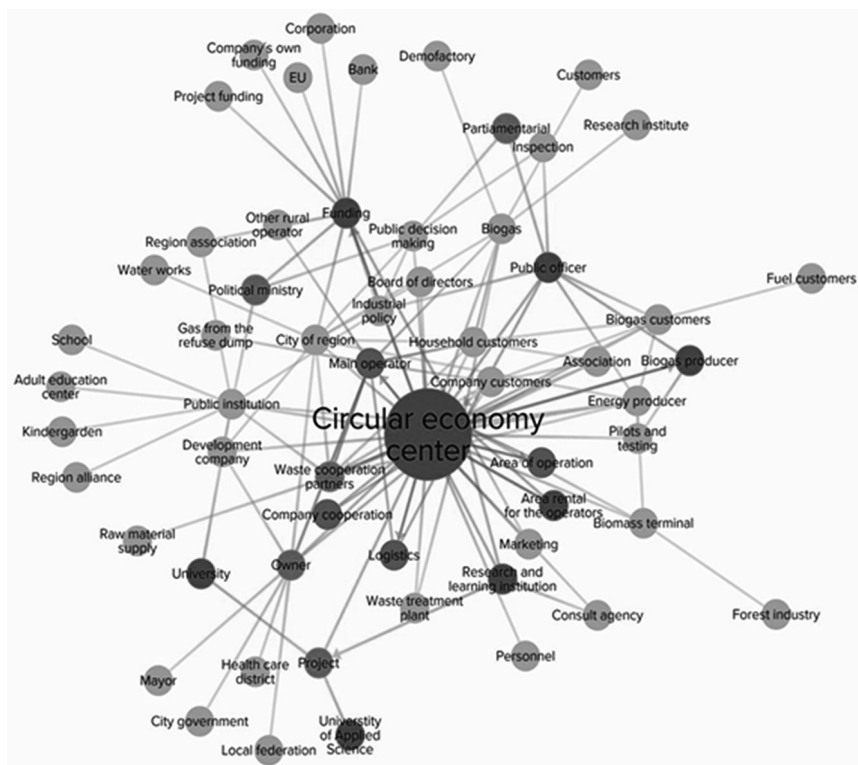 Corporation
Company's own
funding
EU
Bank
Demofactory
Customers
Project funding
Partiamentarial
Research institute
Inspection
Funding
Other rural
operator
Public decision
making
Biogas
Region association
Water works
Political ministry
Board of directors
Public officer
Fuel customers
Industrial
policy
Biogas customers
School
Gas from the
refuse dump
City of region
Household customers
Main operator
Association
Biogas producer
Adult education
center
Company customers
Public institution
Energy producer
Circular economy
center
Kindergarden
Pilots and
testing
Development
company
Region alliance
Waste cooperation
partners
Area of operation
Area rental
for the operators
Company cooperation
Biomass terminal
Raw material
supply
Marketing
Logistics
University
Owner
Research and
learning institution
Waste treatment
plant
Consult agency
Forest industry
Project
Personnel
Health care
district
Mayor
City government
Universtity
of Applied
Science
Local federation